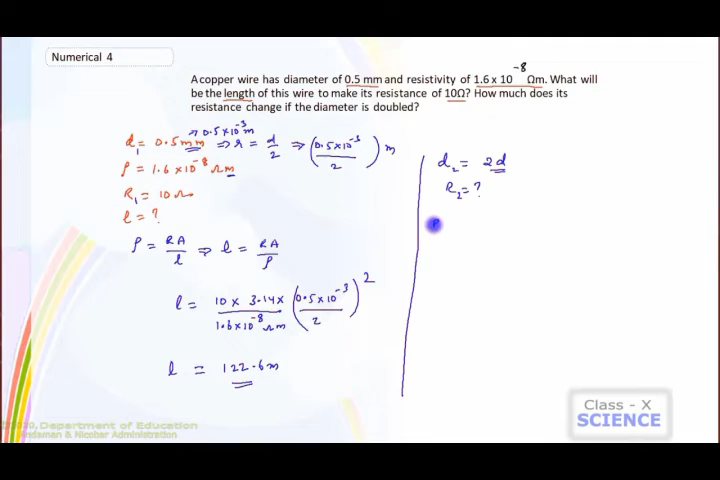 Numerical 4
A copper wire has diameter of 0.5 mm and resistivity of 1.6 x 10⁻⁸ Ωm. What will
be the length of this wire to make its resistance of 10Ω? How much does its
resistance change if the diameter is doubled?
→ 0.5×10⁻³ m
d₁ = 0.5mm ⇒ r = d/2 ⇒ (0.5×10⁻³/2) m
ρ = 1.6×10⁻⁸ Ωm
R₁ = 10 Ω
l = ?
ρ = RA/l ⇒ l = RA/ρ
l = 10 × 3.14×/1.6×10⁻⁸ Ωm (0.5×10⁻³/2)²
l = 122.6m
d₂ = 2d
R₂ = ?
Class - X
SCIENCE
2020, Department of Education
Andaman & Nicobar Administration